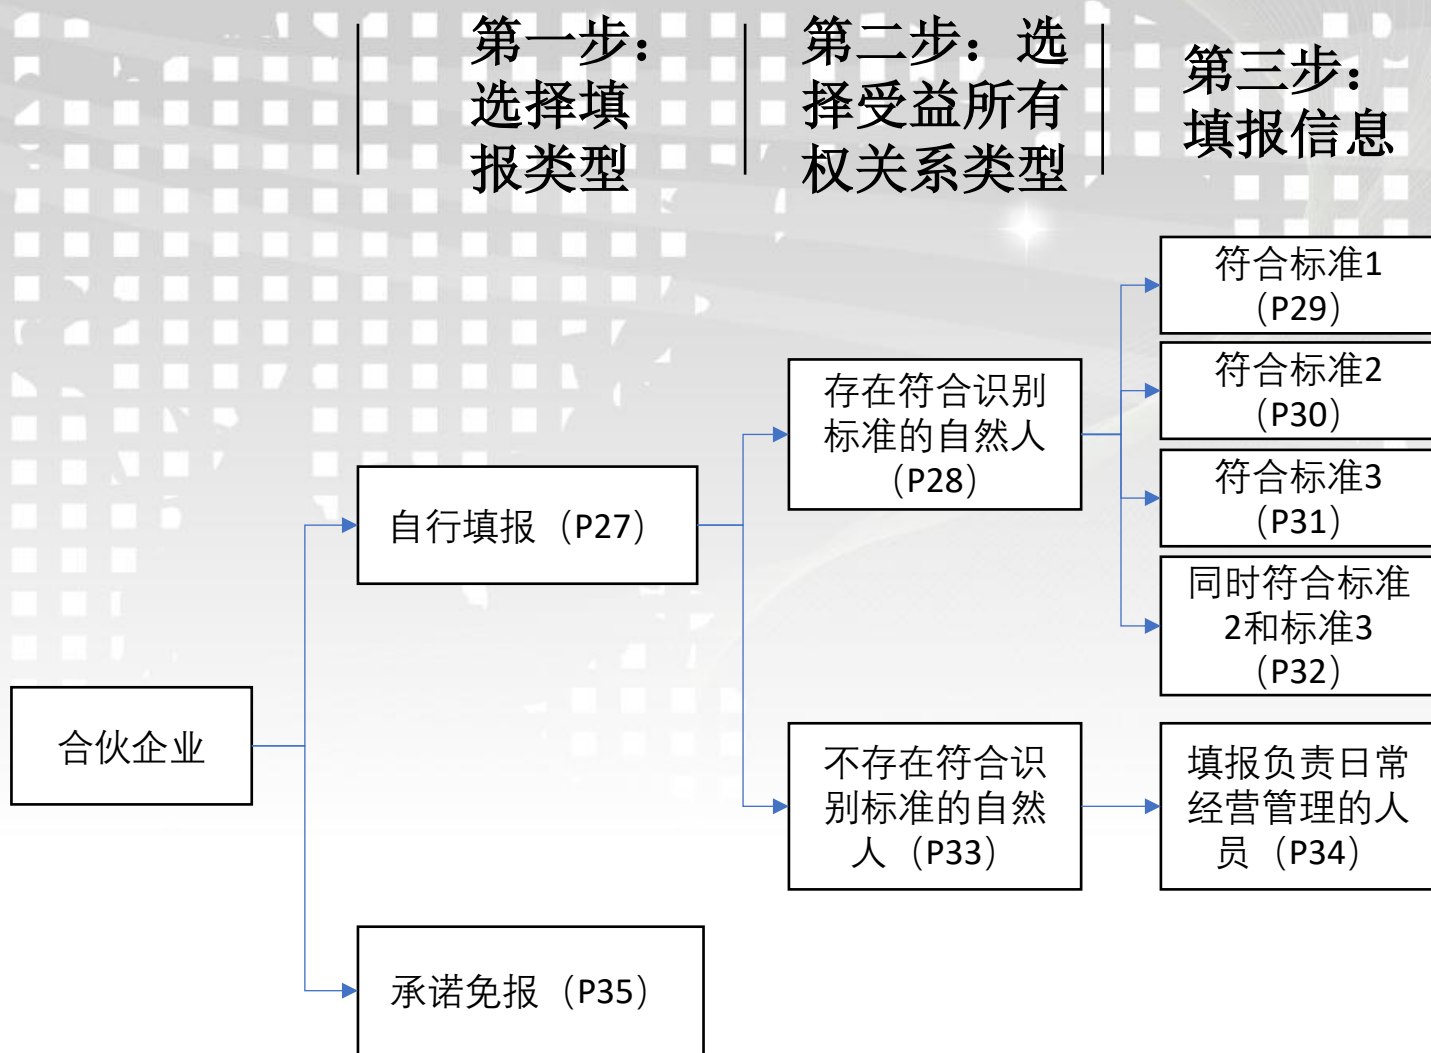 第一步：
选择填
报类型
第二步：选
择受益所有
权关系类型
第三步：
填报信息
合伙企业
自行填报（P27）
承诺免报（P35）
存在符合识别
标准的自然人
（P28）
不存在符合识
别标准的自然
人（P33）
符合标准1
（P29）
符合标准2
（P30）
符合标准3
（P31）
同时符合标准
2和标准3
（P32）
填报负责日常
经营管理的人
员（P34）